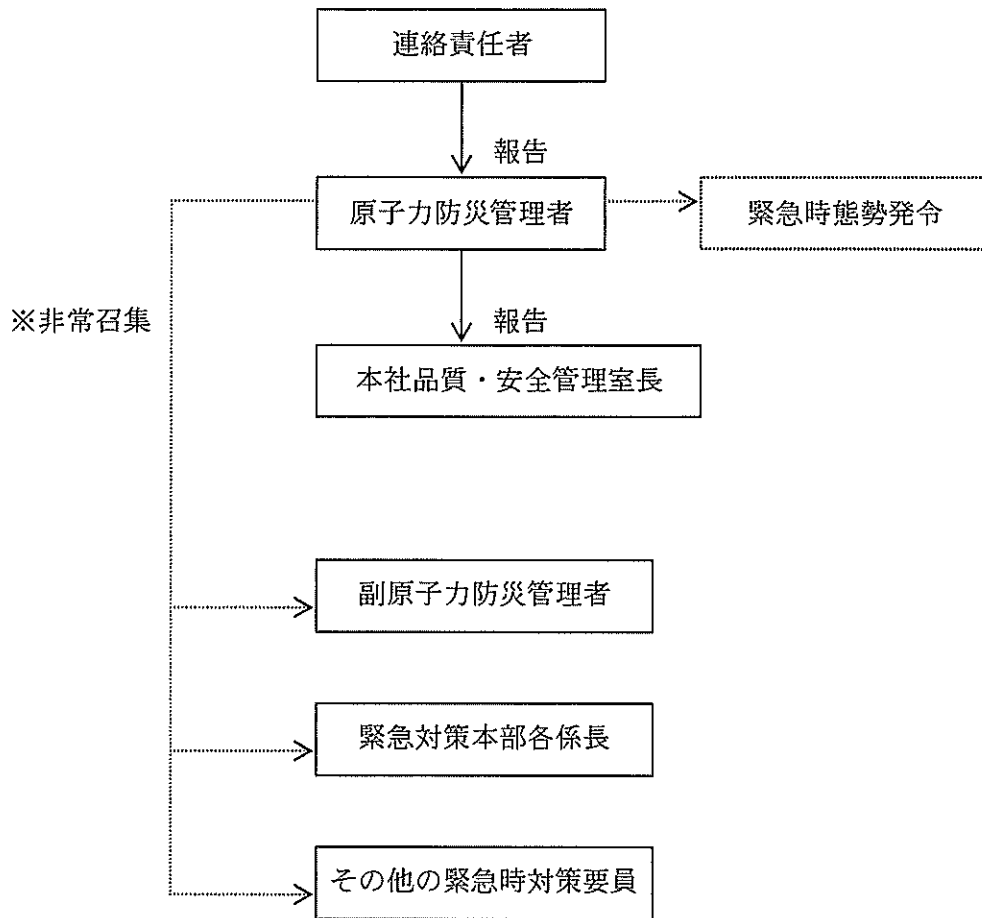 連絡責任者
報告
原子力防災管理者
緊急時態勢発令
※非常召集
報告
本社品質・安全管理室長
副原子力防災管理者
緊急対策本部各係長
その他の緊急時対策要員